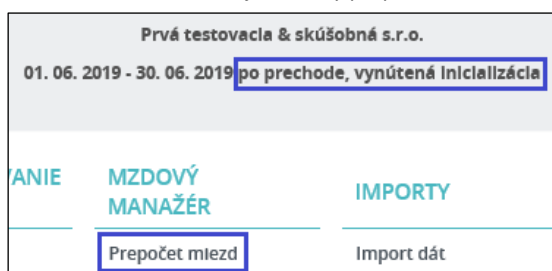 Prvá testovacia & skúšobná s.r.o.
01. 06. 2019 - 30. 06. 2019 po prechode, vynútená inicializácia
VANIE
MZDOVÝ
MANAŽÉR
IMPORTY
Prepočet miezd
Import dát